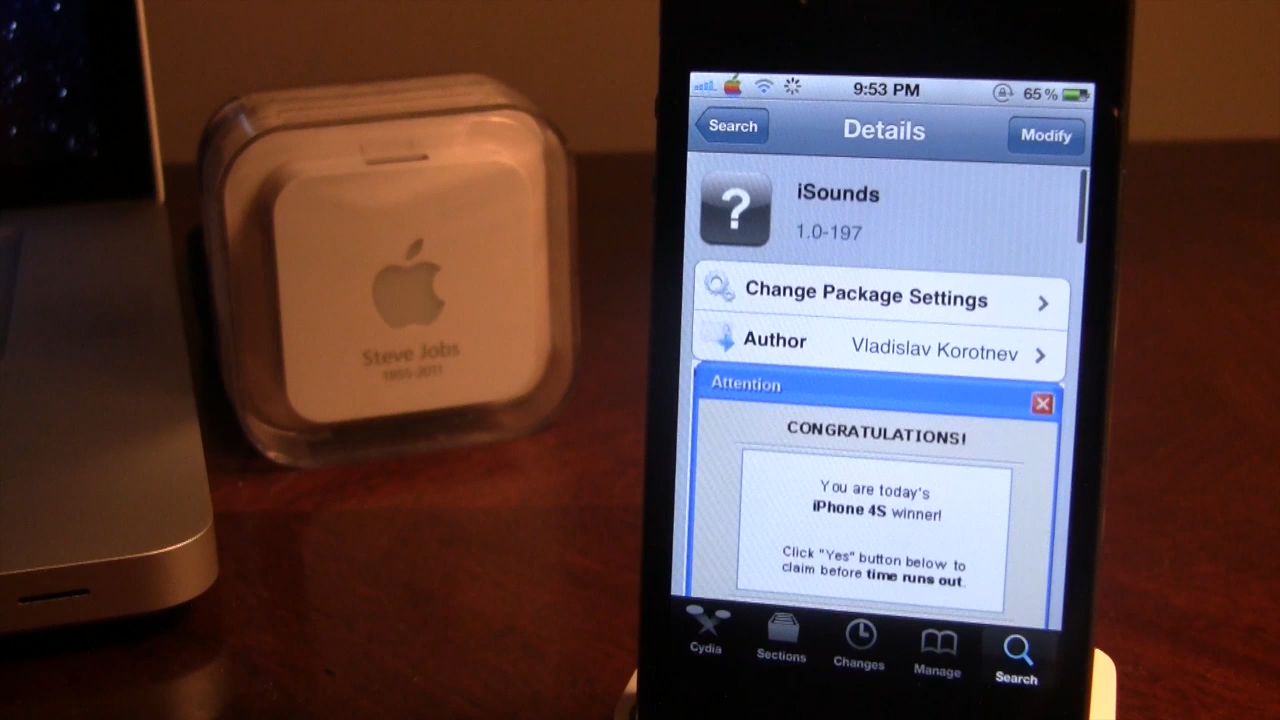 Steve Jobs
1955-2011
9:53 PM
65%
Search
Details
Modify
?
iSounds
1.0-197
Change Package Settings
Author Vladislav Korotnev
Attention
CONGRATULATIONS!
You are today's
iPhone 4S winner!
Click "Yes" button below to
claim before time runs out.
Cydia
Sections
Changes
Manage
Search